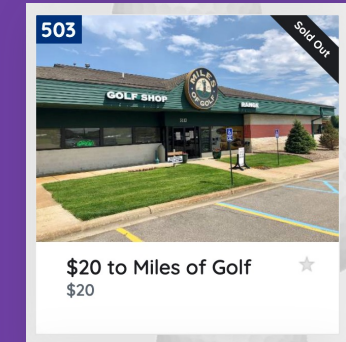 503
Sold Out
GOLF SHOP
MILES
OF GOLF
RANGE
$20 to Miles of Golf
$20